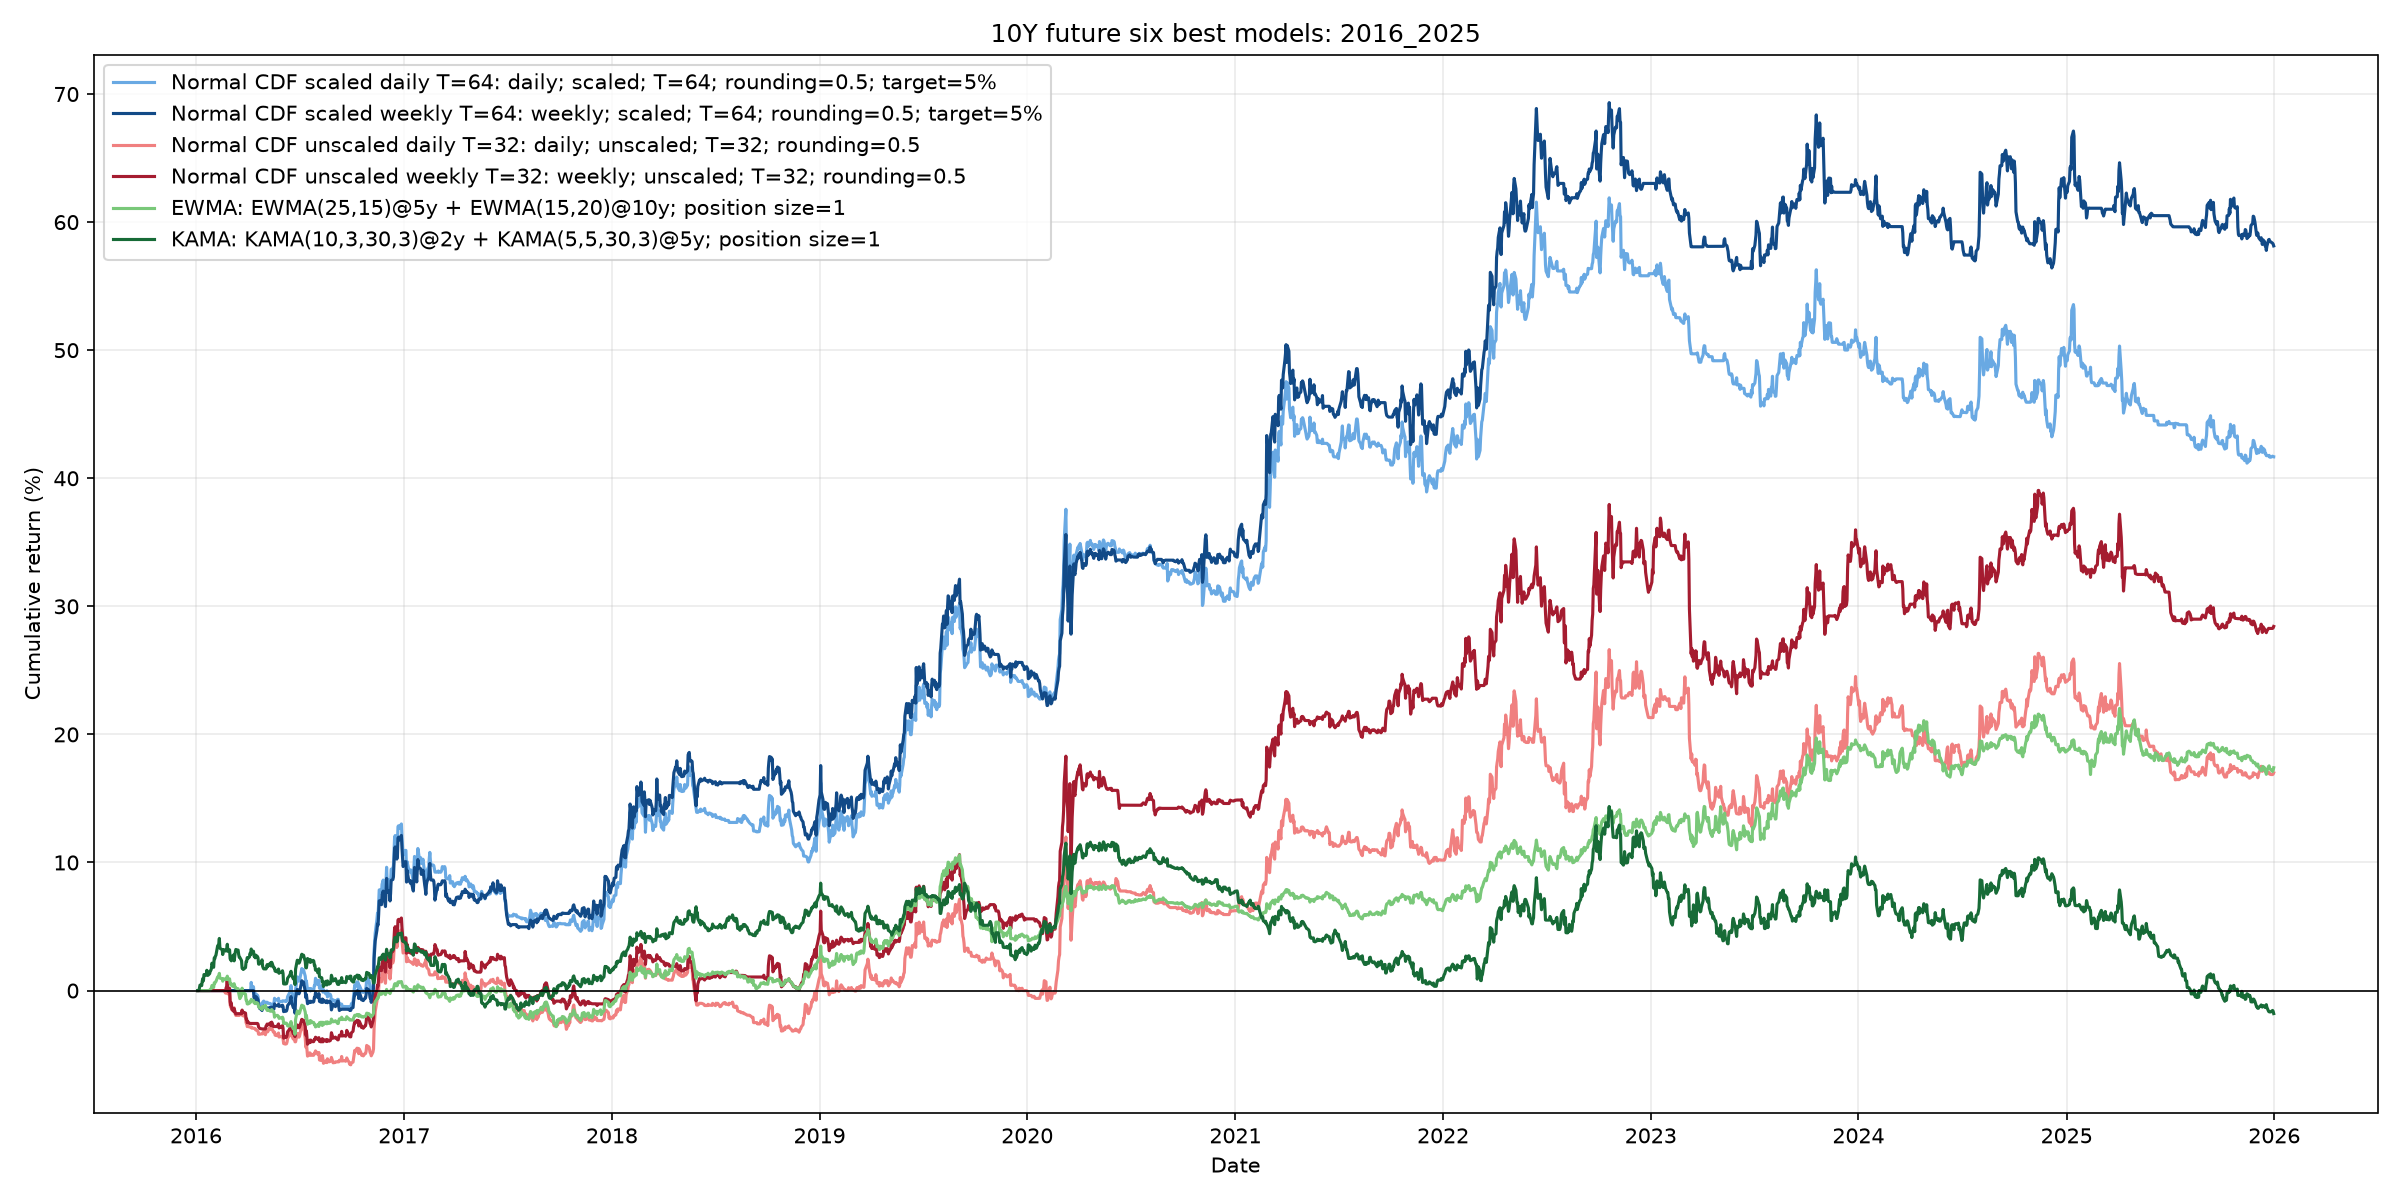 10Y future six best models: 2016_2025
Normal CDF scaled daily T=64: daily; scaled; T=64; rounding=0.5; target=5%
Normal CDF scaled weekly T=64: weekly; scaled; T=64; rounding=0.5; target=5%
Normal CDF unscaled daily T=32: daily; unscaled; T=32; rounding=0.5
Normal CDF unscaled weekly T=32: weekly; unscaled; T=32; rounding=0.5
EWMA: EWMA(25,15)@5y + EWMA(15,20)@10y; position size=1
KAMA: KAMA(10,3,30,3)@2y + KAMA(5,5,30,3)@5y; position size=1
Cumulative return (%)
70
60
50
40
30
20
10
0
2016 2017 2018 2019 2020 2021 2022 2023 2024 2025 2026
Date